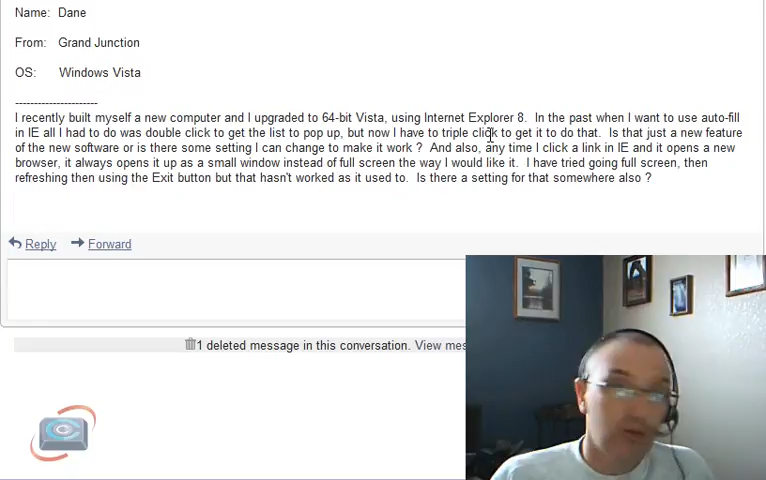 Name: Dane
From: Grand Junction
OS: Windows Vista
----------------------
I recently built myself a new computer and I upgraded to 64-bit Vista, using Internet Explorer 8. In the past when I want to use auto-fill
in IE all I had to do was double click to get the list to pop up, but now I have to triple click to get it to do that. Is that just a new feature
of the new software or is there some setting I can change to make it work ? And also, any time I click a link in IE and it opens a new
browser, it always opens it up as a small window instead of full screen the way I would like it. I have tried going full screen, then
refreshing then using the Exit button but that hasn't worked as it used to. Is there a setting for that somewhere also ?
Reply Forward
1 deleted message in this conversation. View mes